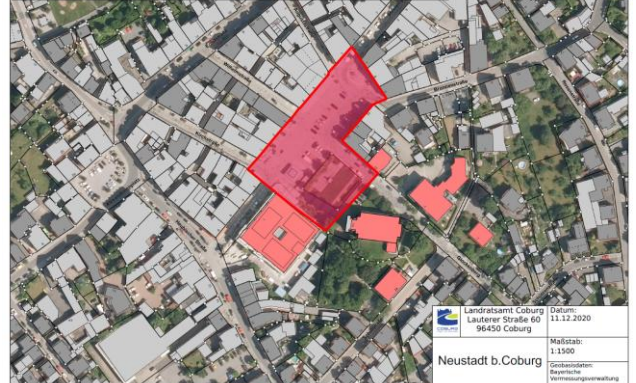 Landratsamt Coburg
Lauterer Straße 60
96450 Coburg
Datum:
11.12.2020
Maßstab:
1:1500
Neustadt b.Coburg
Geobasisdaten:
Bayerische
Vermessungsverwaltung